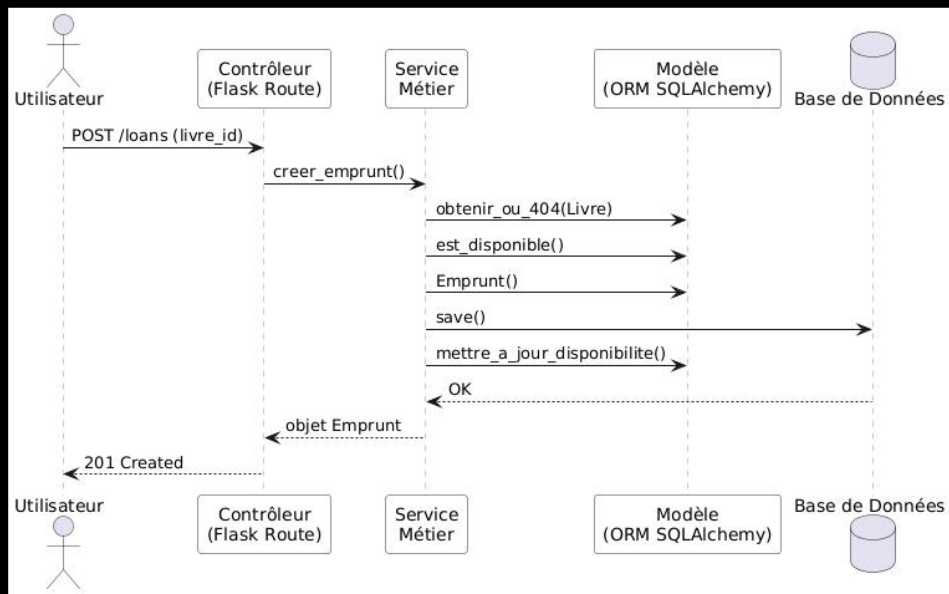 Utilisateur
Contrôleur
(Flask Route)
Service
Métier
Modèle
(ORM SQLAlchemy)
Base de Données
POST /loans (livre_id)
creer_emprunt()
obtenir_ou_404(Livre)
est_disponible()
Emprunt()
save()
mettre_a_jour_disponibilite()
OK
objet Emprunt
201 Created
Utilisateur
Contrôleur
(Flask Route)
Service
Métier
Modèle
(ORM SQLAlchemy)
Base de Données